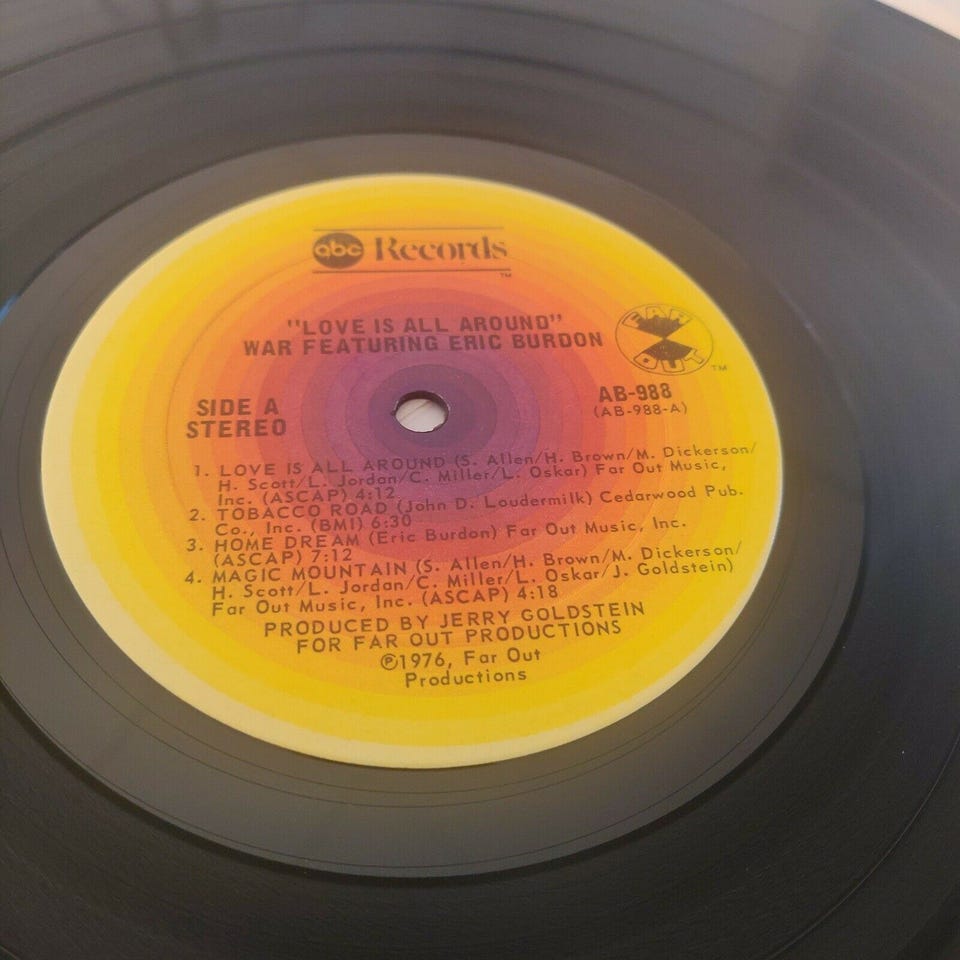 abc Records TM
"LOVE IS ALL AROUND"
WAR FEATURING ERIC BURDON
FAR OUT TM
SIDE A
STEREO
AB-988
(AB-988-A)
1. LOVE IS ALL AROUND (S. Allen/H. Brown/M. Dickerson/
H. Scott/L. Jordan/C. Miller/L. Oskar) Far Out Music,
Inc. (ASCAP) 4:12
2. TOBACCO ROAD (John D. Loudermilk) Cedarwood Pub.
Co., Inc. (BMI) 6:30
3. HOME DREAM (Eric Burdon) Far Out Music, Inc.
(ASCAP) 7:12
4. MAGIC MOUNTAIN (S. Allen/H. Brown/M. Dickerson/
H. Scott/L. Jordan/C. Miller/L. Oskar/J. Goldstein)
Far Out Music, Inc. (ASCAP) 4:18
PRODUCED BY JERRY GOLDSTEIN
FOR FAR OUT PRODUCTIONS
℗1976, Far Out
Productions